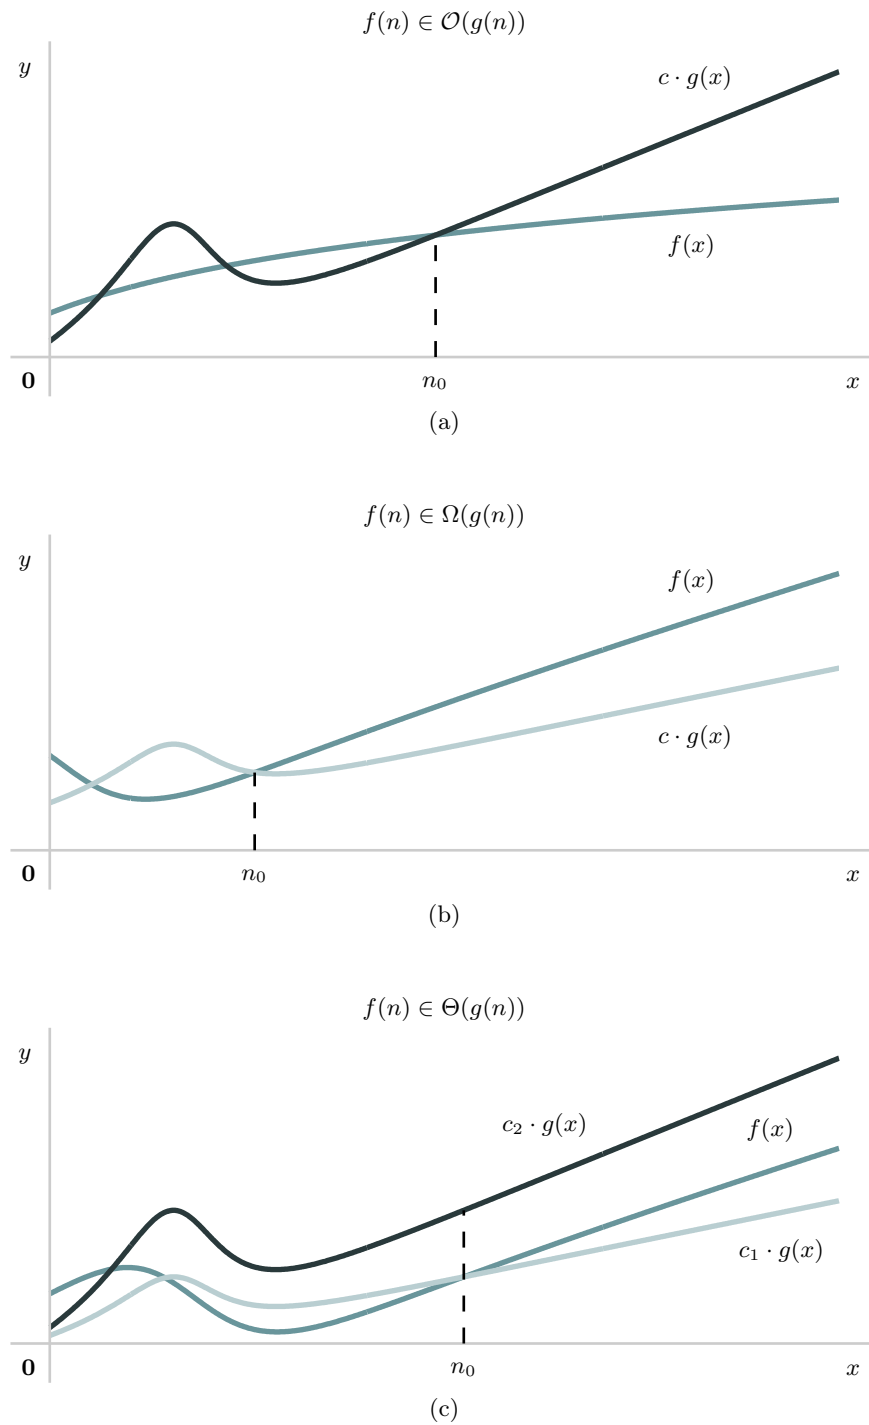 f(n) ∈ 𝒪(g(n))
y
c · g(x)
f(x)
0
n₀
x
(a)
f(n) ∈ Ω(g(n))
y
f(x)
c · g(x)
0
n₀
x
(b)
f(n) ∈ Θ(g(n))
y
c₂ · g(x)
f(x)
c₁ · g(x)
0
n₀
x
(c)